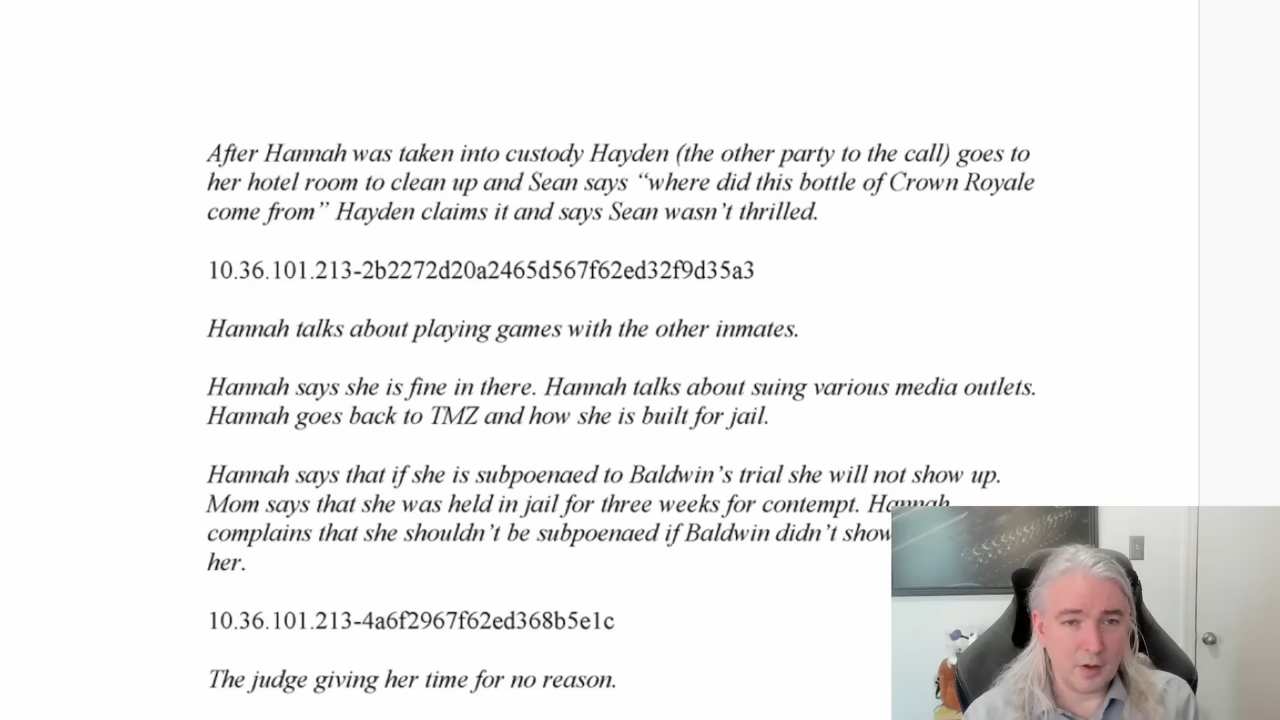 After Hannah was taken into custody Hayden (the other party to the call) goes to
her hotel room to clean up and Sean says “where did this bottle of Crown Royale
come from” Hayden claims it and says Sean wasn’t thrilled.
10.36.101.213-2b2272d20a2465d567f62ed32f9d35a3
Hannah talks about playing games with the other inmates.
Hannah says she is fine in there. Hannah talks about suing various media outlets.
Hannah goes back to TMZ and how she is built for jail.
Hannah says that if she is subpoenaed to Baldwin’s trial she will not show up.
Mom says that she was held in jail for three weeks for contempt. Hannah
complains that she shouldn’t be subpoenaed if Baldwin didn’t show
her.
10.36.101.213-4a6f2967f62ed368b5e1c
The judge giving her time for no reason.